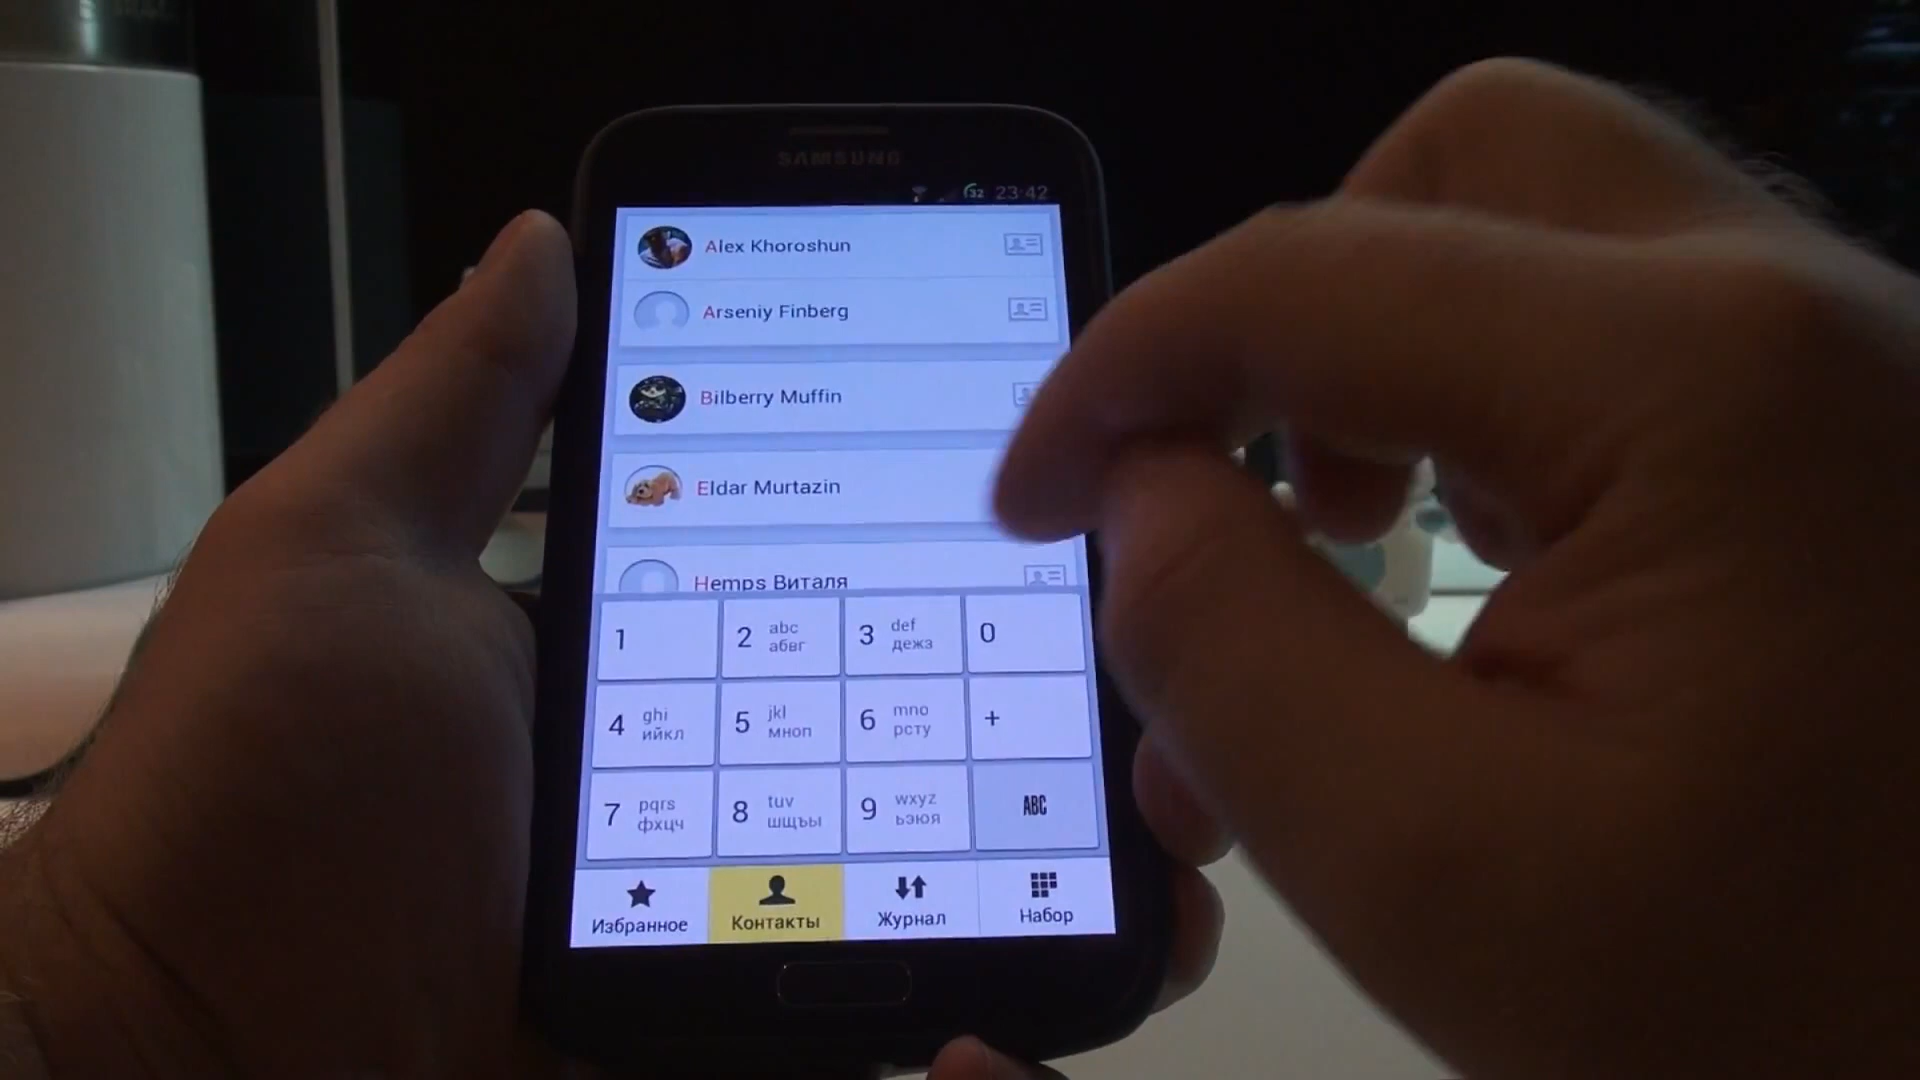 SAMSUNG
32 23:42
Alex Khoroshun
Arseniy Finberg
Bilberry Muffin
Eldar Murtazin
Hemps Виталя
1
2 abc
абвг
3 def
дежз
0
4 ghi
ийкл
5 jkl
мноп
6 mno
рсту
+
7 pqrs
фхцч
8 tuv
шщъы
9 wxyz
ьэюя
ABC
Избранное
Контакты
Журнал
Набор